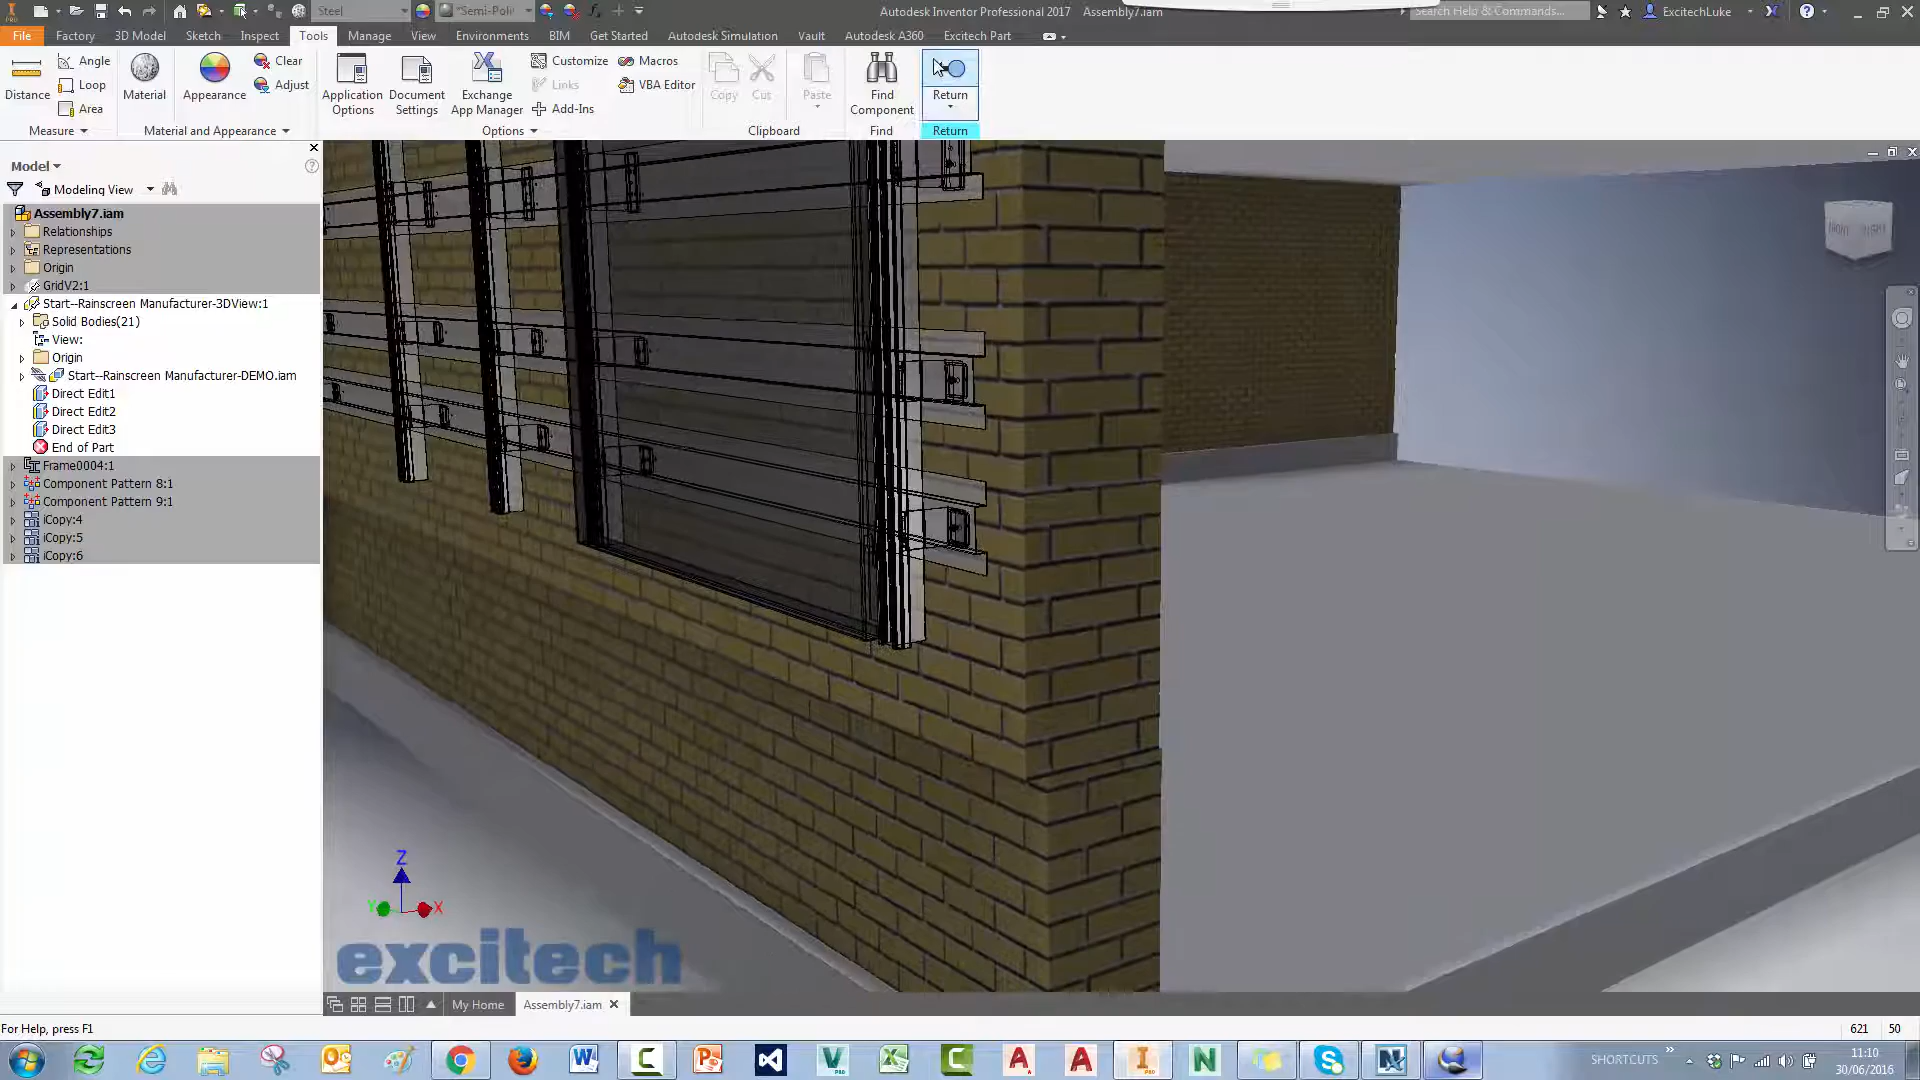 Steel
*Semi-Poli
Autodesk Inventor Professional 2017 Assembly7.iam
Search Help & Commands...
ExcitechLuke
File Factory 3D Model Sketch Inspect Tools Manage View Environments BIM Get Started Autodesk Simulation Vault Autodesk A360 Excitech Part
Distance
Angle
Loop
Area
Measure
Material
Appearance
Clear
Adjust
Material and Appearance
Application Options
Document Settings
Exchange App Manager
Customize
Links
Add-Ins
Options
Macros
VBA Editor
Copy
Cut
Paste
Clipboard
Find Component
Find
Return
Return
Model
Modeling View
Assembly7.iam
Relationships
Representations
Origin
GridV2:1
Start--Rainscreen Manufacturer-3DView:1
Solid Bodies(21)
View:
Origin
Start--Rainscreen Manufacturer-DEMO.iam
Direct Edit1
Direct Edit2
Direct Edit3
End of Part
Frame0004:1
Component Pattern 8:1
Component Pattern 9:1
iCopy:4
iCopy:5
iCopy:6
FRONT RIGHT
Z
Y X
excitech
My Home Assembly7.iam
For Help, press F1
621 50
SHORTCUTS
11:10
30/06/2016